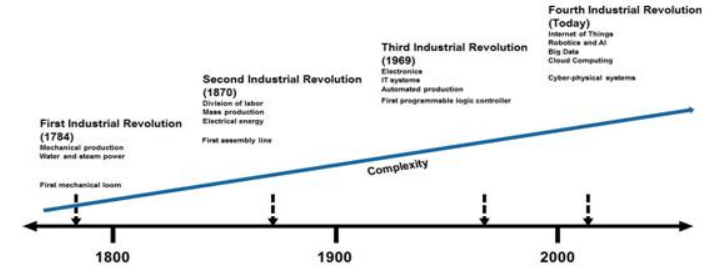 Fourth Industrial Revolution
(Today)
Internet of Things
Robotics and AI
Big Data
Cloud Computing
Cyber-physical systems
Third Industrial Revolution
(1969)
Electronics
IT systems
Automated production
First programmable logic controller
Second Industrial Revolution
(1870)
Division of labor
Mass production
Electrical energy
First assembly line
First Industrial Revolution
(1784)
Mechanical production
Water and steam power
First mechanical loom
Complexity
1800
1900
2000